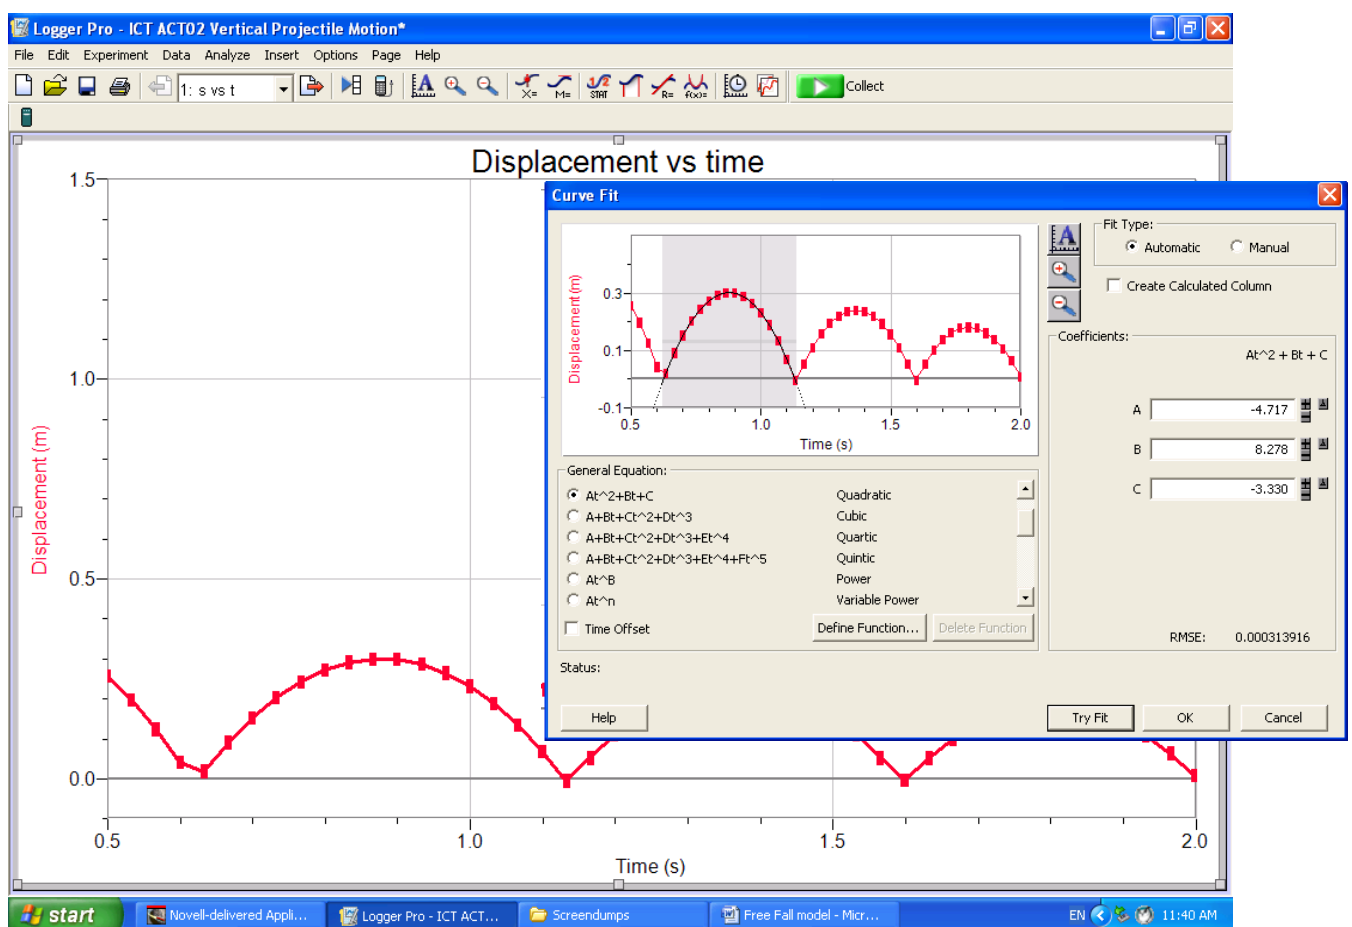 Logger Pro - ICT ACT02 Vertical Projectile Motion*
File Edit Experiment Data Analyze Insert Options Page Help
1: s vs t
X= M= 1/2 STAT R= f(x)= Collect
Displacement vs time
1.5
1.0
0.5
0.0
Displacement (m)
0.5 1.0 1.5 2.0
Time (s)
Curve Fit
0.3
0.1
-0.1
Displacement (m)
0.5 1.0 1.5 2.0
Time (s)
A
Fit Type:
Automatic Manual
Create Calculated Column
Coefficients:
At^2 + Bt + C
A -4.717
B 8.278
C -3.330
RMSE: 0.000313916
General Equation:
At^2+Bt+C Quadratic
A+Bt+Ct^2+Dt^3 Cubic
A+Bt+Ct^2+Dt^3+Et^4 Quartic
A+Bt+Ct^2+Dt^3+Et^4+Ft^5 Quintic
At^B Power
At^n Variable Power
Time Offset Define Function... Delete Function
Status:
Help Try Fit OK Cancel
start Novell-delivered Appli... Logger Pro - ICT ACT... Screendumps Free Fall model - Micr... EN 11:40 AM